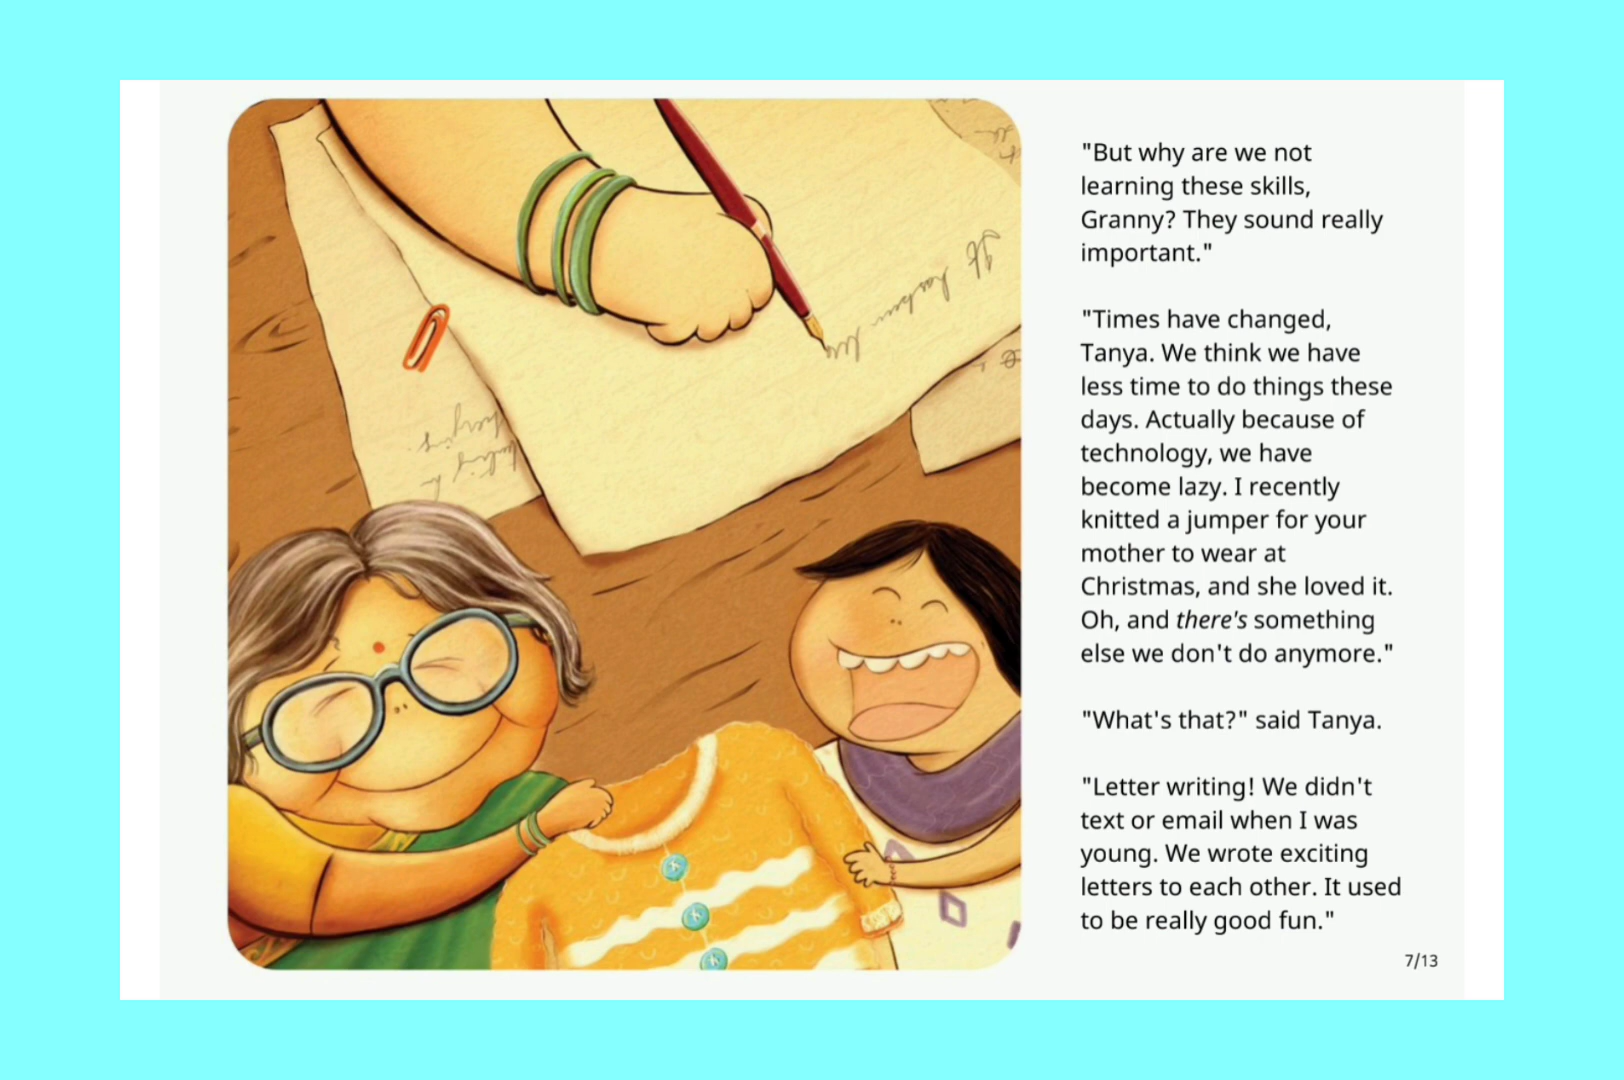 "But why are we not
learning these skills,
Granny? They sound really
important."
"Times have changed,
Tanya. We think we have
less time to do things these
days. Actually because of
technology, we have
become lazy. I recently
knitted a jumper for your
mother to wear at
Christmas, and she loved it.
Oh, and there's something
else we don't do anymore."
"What's that?" said Tanya.
"Letter writing! We didn't
text or email when I was
young. We wrote exciting
letters to each other. It used
to be really good fun."
7/13